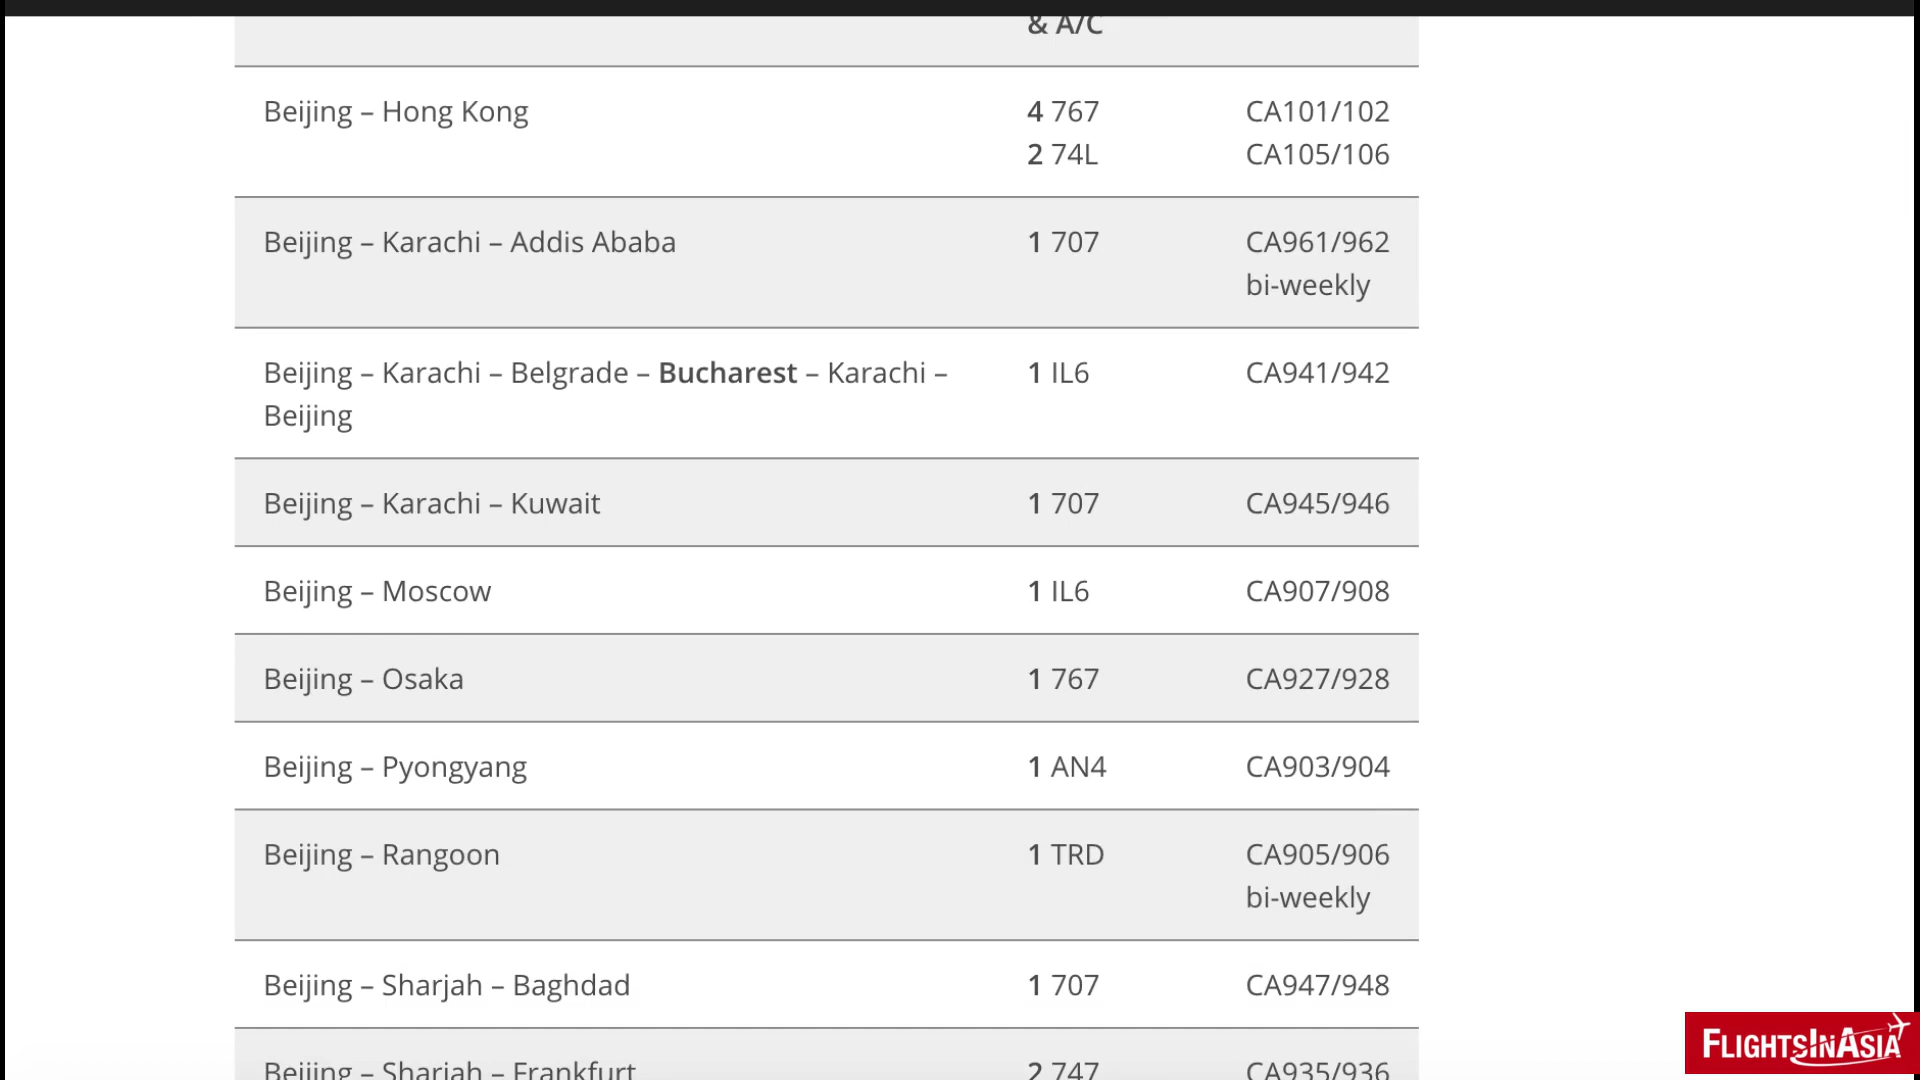 & A/C
Beijing – Hong Kong 4 767 CA101/102
2 74L CA105/106
Beijing – Karachi – Addis Ababa 1 707 CA961/962
bi-weekly
Beijing – Karachi – Belgrade – Bucharest – Karachi – 1 IL6 CA941/942
Beijing
Beijing – Karachi – Kuwait 1 707 CA945/946
Beijing – Moscow 1 IL6 CA907/908
Beijing – Osaka 1 767 CA927/928
Beijing – Pyongyang 1 AN4 CA903/904
Beijing – Rangoon 1 TRD CA905/906
bi-weekly
Beijing – Sharjah – Baghdad 1 707 CA947/948
Beijing – Sharjah – Frankfurt 2 747 CA935/936
FLIGHTSINASIA